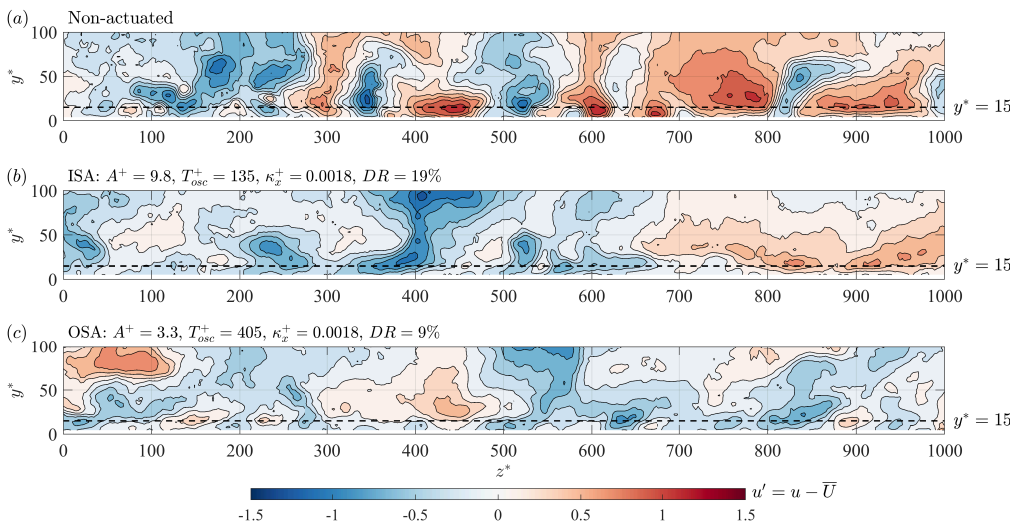 (a) Non-actuated
100
50
0
y*
y* = 15
0 100 200 300 400 500 600 700 800 900 1000
(b) ISA: A⁺ = 9.8, T⁺osc = 135, κ⁺x = 0.0018, DR = 19%
100
50
0
y*
y* = 15
0 100 200 300 400 500 600 700 800 900 1000
(c) OSA: A⁺ = 3.3, T⁺osc = 405, κ⁺x = 0.0018, DR = 9%
100
50
0
y*
y* = 15
0 100 200 300 400 500 600 700 800 900 1000
z*
u′ = u − U̅
-1.5 -1 -0.5 0 0.5 1 1.5